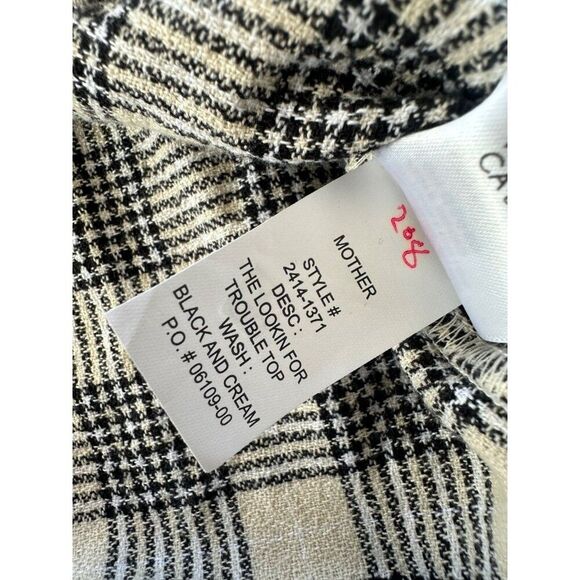 208
MOTHER
STYLE #
2414-1371
DESC :
THE LOOKIN FOR
TROUBLE TOP
WASH :
BLACK AND CREAM
P.O. # 06109-00